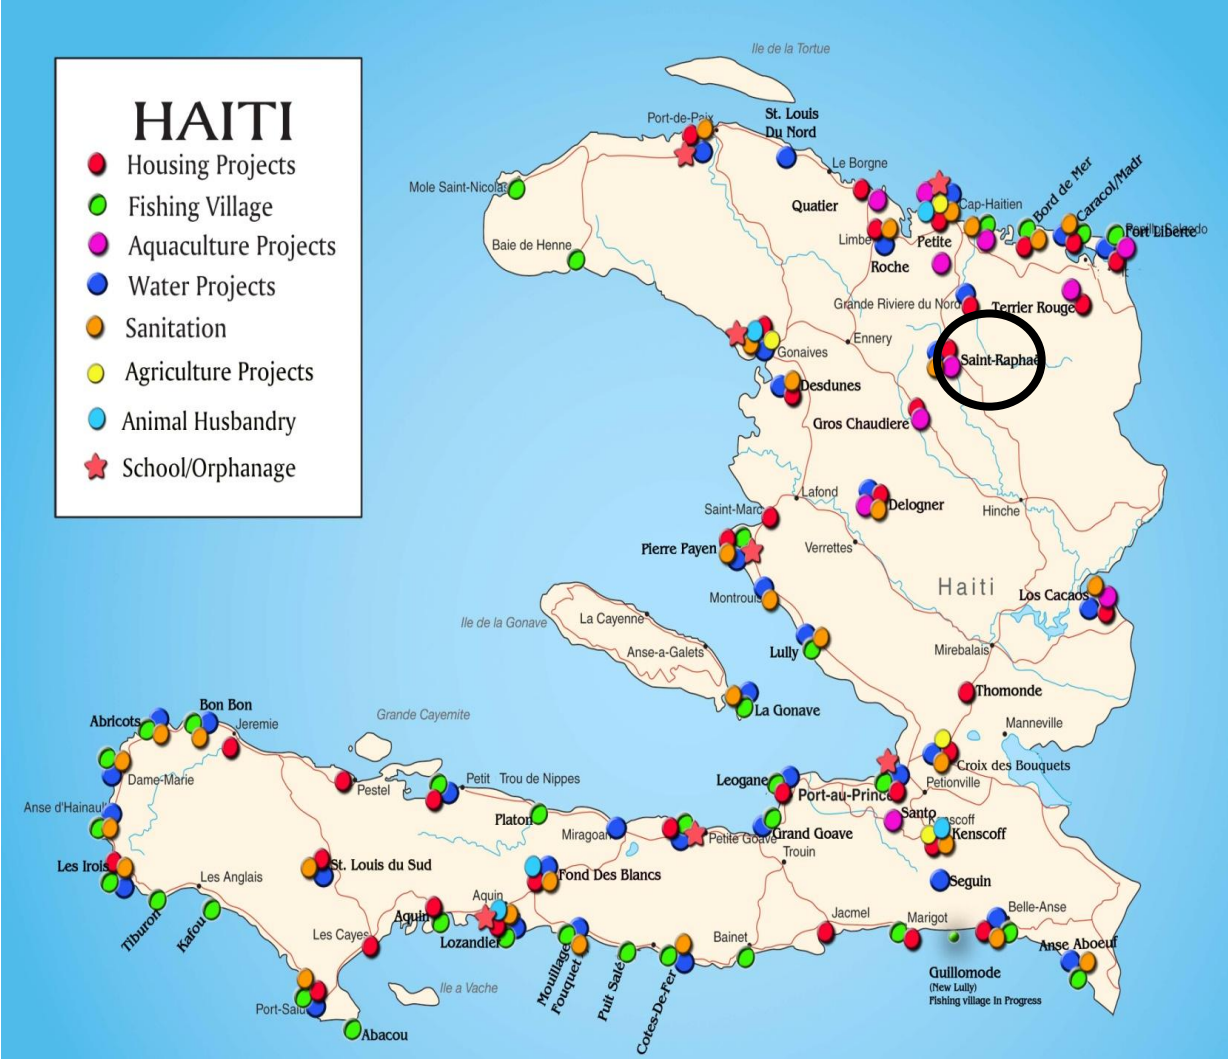 HAITI
Housing Projects
Fishing Village
Aquaculture Projects
Water Projects
Sanitation
Agriculture Projects
Animal Husbandry
School/Orphanage
Ile de la Tortue
Port-de-Paix
St. Louis
Du Nord
Le Borgne
Mole Saint-Nicolas
Quatier
Cap-Haitien
Bord de Mer
Caracol/Madr
Fort Liberte
Limbe
Petite
Roche
Baie de Henne
Grande Riviere du Nord
Terrier Rouge
Ennery
Gonaives
Saint-Raphae
Desdunes
Gros Chaudiere
Lafond
Delogner
Hinche
Saint-Marc
Pierre Payen
Verrettes
Haiti
Montrouis
Los Cacaos
La Cayenne
Ile de la Gonave
Anse-a-Galets
Lully
Mirebalais
Thomonde
La Gonave
Manneville
Bon Bon
Abricots
Jeremie
Grande Cayemite
Croix des Bouquets
Dame-Marie
Pestel
Petit Trou de Nippes
Leogane
Port-au-Prince
Petionville
Anse d'Hainaul
Platon
Miragoan
Petite Goave
Grand Goave
Santo
Kenscoff
Kenscoff
Trouin
Les Irois
St. Louis du Sud
Fond Des Blancs
Seguin
Les Anglais
Tiburon
Kafou
Aquin
Aquin
Lozandier
Les Cayes
Mouillage
Fouquet
Puit Salé
Cotes-De-Fer
Bainet
Jacmel
Marigot
Belle-Anse
Anse Aboeuf
Guillomode
(New Lully)
Fishing village In Progress
Ile a Vache
Port-Salu
Abacou